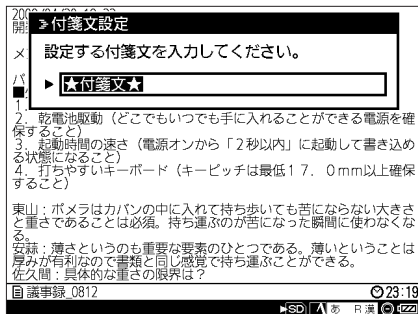 付箋文設定
設定する付箋文を入力してください。
★付箋文★
2．乾電池駆動（どこでもいつでも手に入れることができる電源を確
保すること）
3．起動時間の速さ（電源オンから「2秒以内」に起動して書き込め
る状態になること）
4．打ちやすいキーボード（キーピッチは最低17．0mm以上確保
すること）
東山：ポメラはカバンの中に入れて持ち歩いても苦にならない大きさ
と重さであることは必須。持ち運ぶのが苦になった瞬間に使わなくな
る。
安蒜：薄さというのも重要な要素のひとつである。薄いということは
厚みが有利なので書類と同じ感覚で持ち運ぶことができる。
佐久間：具体的な重さの限界は？
議事録_0812 23:19
SD あ R漢